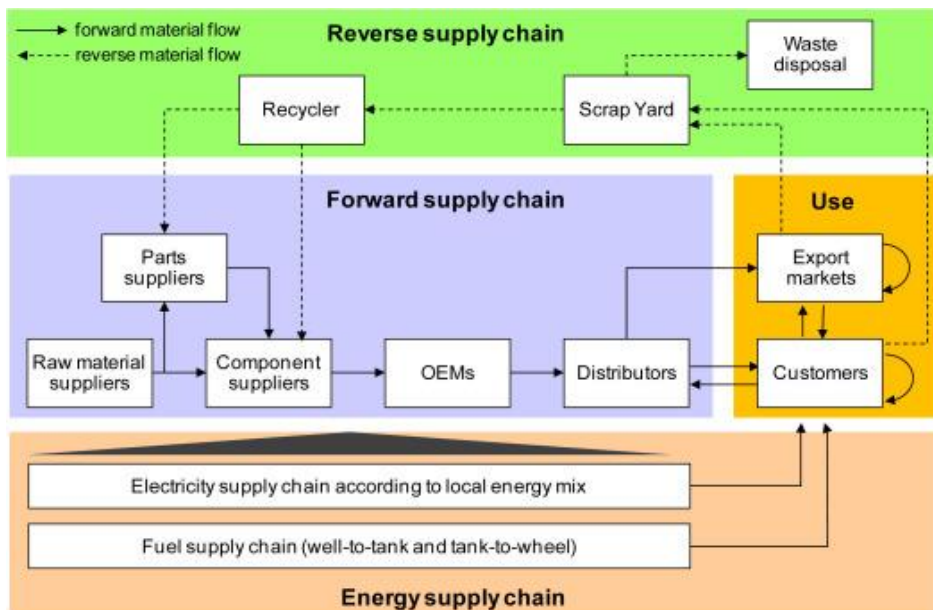 forward material flow
reverse material flow
Reverse supply chain
Waste
disposal
Recycler
Scrap Yard
Forward supply chain
Use
Parts
suppliers
Export
markets
Raw material
suppliers
Component
suppliers
OEMs
Distributors
Customers
Electricity supply chain according to local energy mix
Fuel supply chain (well-to-tank and tank-to-wheel)
Energy supply chain